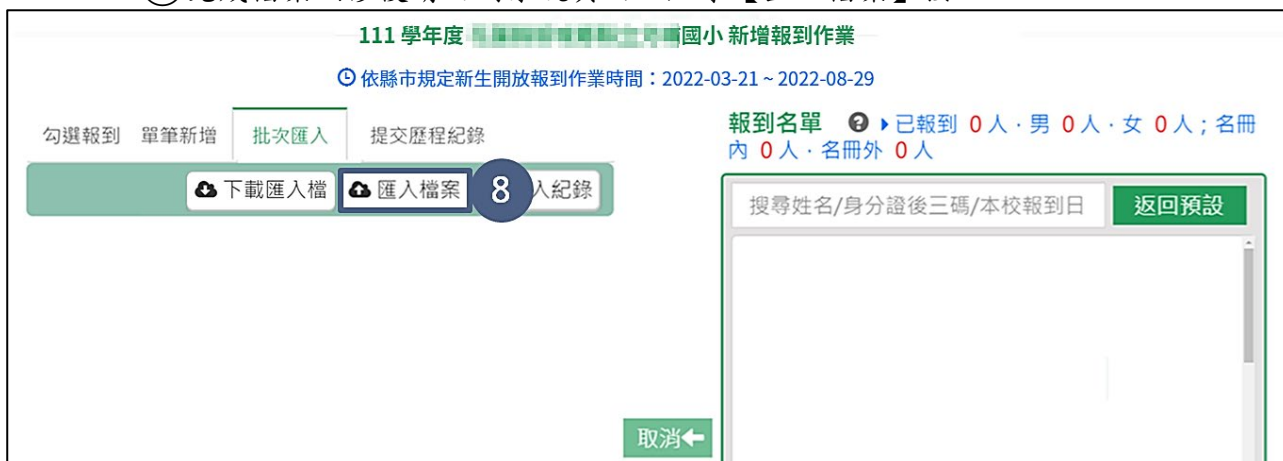 111 學年度 國小 新增報到作業
依縣市規定新生開放報到作業時間：2022-03-21 ~ 2022-08-29
勾選報到 單筆新增 批次匯入 提交歷程紀錄
下載匯入檔 匯入檔案 8 入紀錄
報到名單 ? 已報到 0 人 · 男 0 人 · 女 0 人；名冊
內 0 人 · 名冊外 0 人
搜尋姓名/身分證後三碼/本校報到日 返回預設
取消